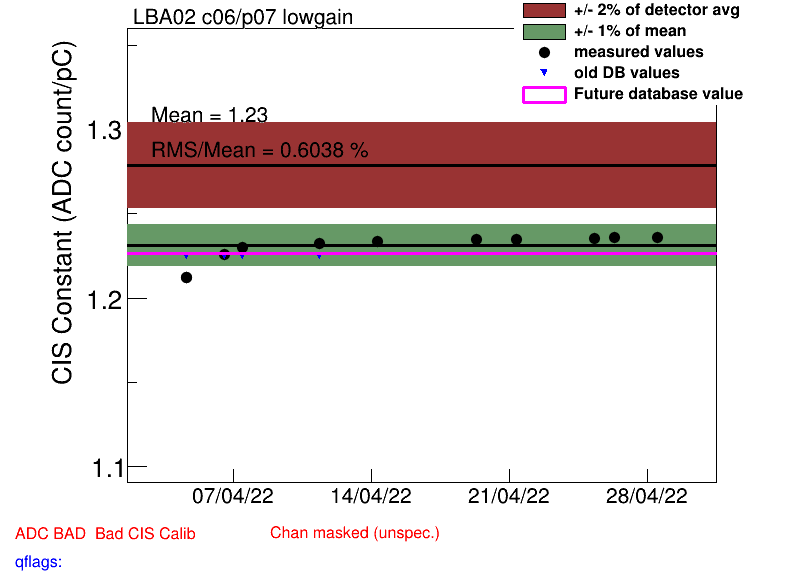 LBA02 c06/p07 lowgain
+/- 2% of detector avg
+/- 1% of mean
measured values
old DB values
Future database value
CIS Constant (ADC count/pC)
Mean = 1.23
RMS/Mean = 0.6038 %
1.3
1.2
1.1
07/04/22 14/04/22 21/04/22 28/04/22
ADC BAD  Bad CIS Calib Chan masked (unspec.)
qflags: